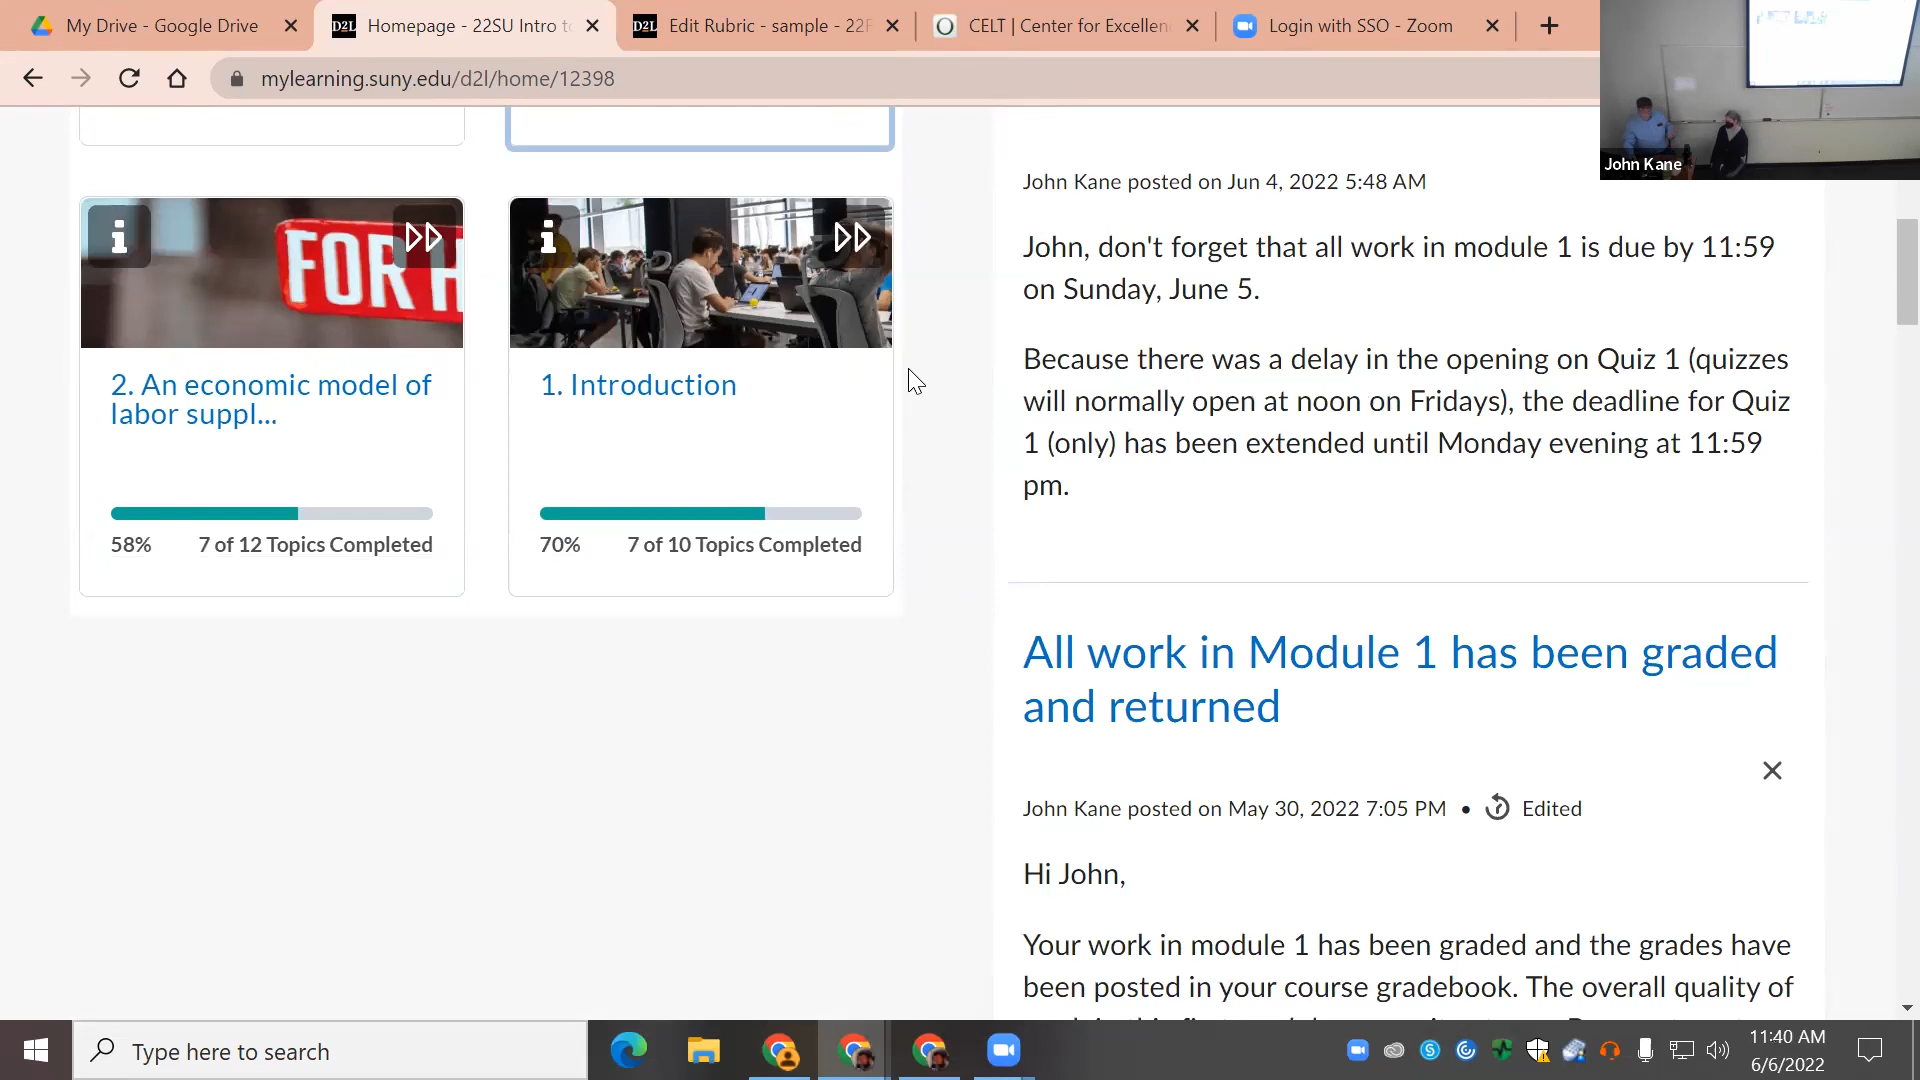 My Drive - Google Drive
D2L Homepage - 22SU Intro to
D2L Edit Rubric - sample - 22F
CELT | Center for Excellen
Login with SSO - Zoom
mylearning.suny.edu/d2l/home/12398
John Kane
John Kane posted on Jun 4, 2022 5:48 AM
John, don't forget that all work in module 1 is due by 11:59
on Sunday, June 5.
Because there was a delay in the opening on Quiz 1 (quizzes
will normally open at noon on Fridays), the deadline for Quiz
1 (only) has been extended until Monday evening at 11:59
pm.
FOR H
2. An economic model of
labor suppl...
58% 7 of 12 Topics Completed
1. Introduction
70% 7 of 10 Topics Completed
All work in Module 1 has been graded
and returned
John Kane posted on May 30, 2022 7:05 PM • Edited
Hi John,
Your work in module 1 has been graded and the grades have
been posted in your course gradebook. The overall quality of
Type here to search
11:40 AM
6/6/2022